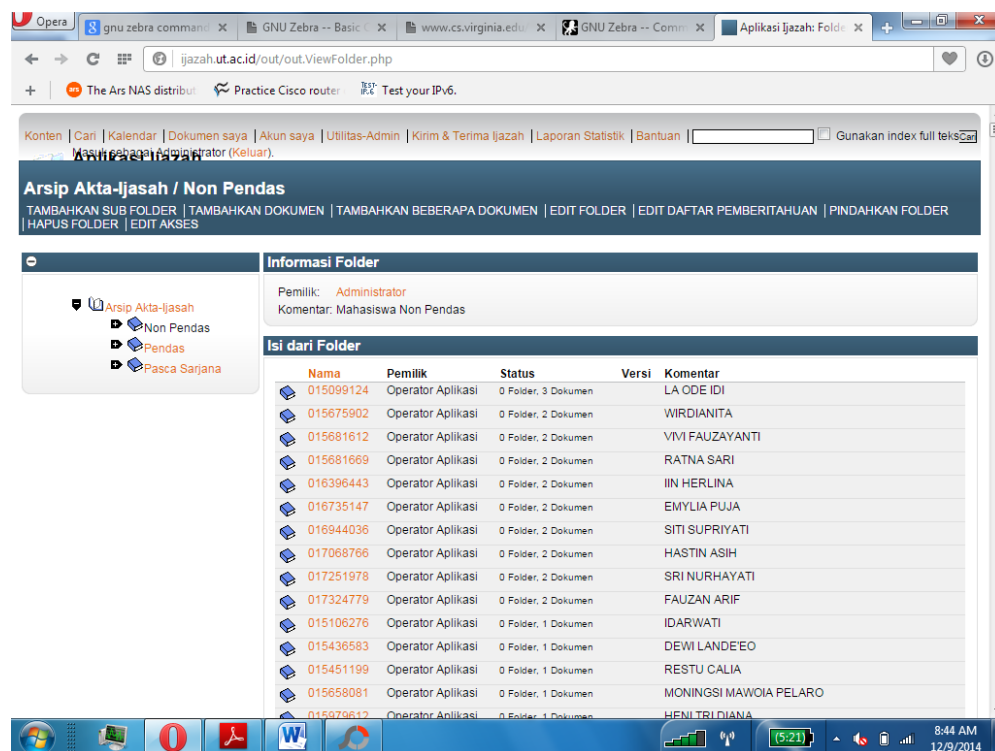 Opera
gnu zebra command
GNU Zebra -- Basic C
www.cs.virginia.edu/
GNU Zebra -- Comm
Aplikasi Ijazah: Folde
ijazah.ut.ac.id/out/out.ViewFolder.php
The Ars NAS distribut
Practice Cisco router
Test your IPv6.
Konten | Cari | Kalendar | Dokumen saya | Akun saya | Utilitas-Admin | Kirim & Terima Ijazah | Laporan Statistik | Bantuan | Gunakan index full teks Cari
Masuk sebagai Administrator (Keluar).
Aplikasi Ijazah
Arsip Akta-Ijasah / Non Pendas
TAMBAHKAN SUB FOLDER | TAMBAHKAN DOKUMEN | TAMBAHKAN BEBERAPA DOKUMEN | EDIT FOLDER | EDIT DAFTAR PEMBERITAHUAN | PINDAHKAN FOLDER
| HAPUS FOLDER | EDIT AKSES
Arsip Akta-Ijasah
Non Pendas
Pendas
Pasca Sarjana
Informasi Folder
Pemilik: Administrator
Komentar: Mahasiswa Non Pendas
Isi dari Folder
Nama Pemilik Status Versi Komentar
015099124 Operator Aplikasi 0 Folder, 3 Dokumen LA ODE IDI
015675902 Operator Aplikasi 0 Folder, 2 Dokumen WIRDIANITA
015681612 Operator Aplikasi 0 Folder, 2 Dokumen VIVI FAUZAYANTI
015681669 Operator Aplikasi 0 Folder, 2 Dokumen RATNA SARI
016396443 Operator Aplikasi 0 Folder, 2 Dokumen IIN HERLINA
016735147 Operator Aplikasi 0 Folder, 2 Dokumen EMYLIA PUJA
016944036 Operator Aplikasi 0 Folder, 2 Dokumen SITI SUPRIYATI
017068766 Operator Aplikasi 0 Folder, 2 Dokumen HASTIN ASIH
017251978 Operator Aplikasi 0 Folder, 2 Dokumen SRI NURHAYATI
017324779 Operator Aplikasi 0 Folder, 2 Dokumen FAUZAN ARIF
015106276 Operator Aplikasi 0 Folder, 1 Dokumen IDARWATI
015436583 Operator Aplikasi 0 Folder, 1 Dokumen DEWI LANDE'EO
015451199 Operator Aplikasi 0 Folder, 1 Dokumen RESTU CALIA
015658081 Operator Aplikasi 0 Folder, 1 Dokumen MONINGSI MAWOIA PELARO
015979612 Operator Aplikasi 0 Folder, 1 Dokumen HENI TRI DIANA
(5:21)
8:44 AM
12/9/2014